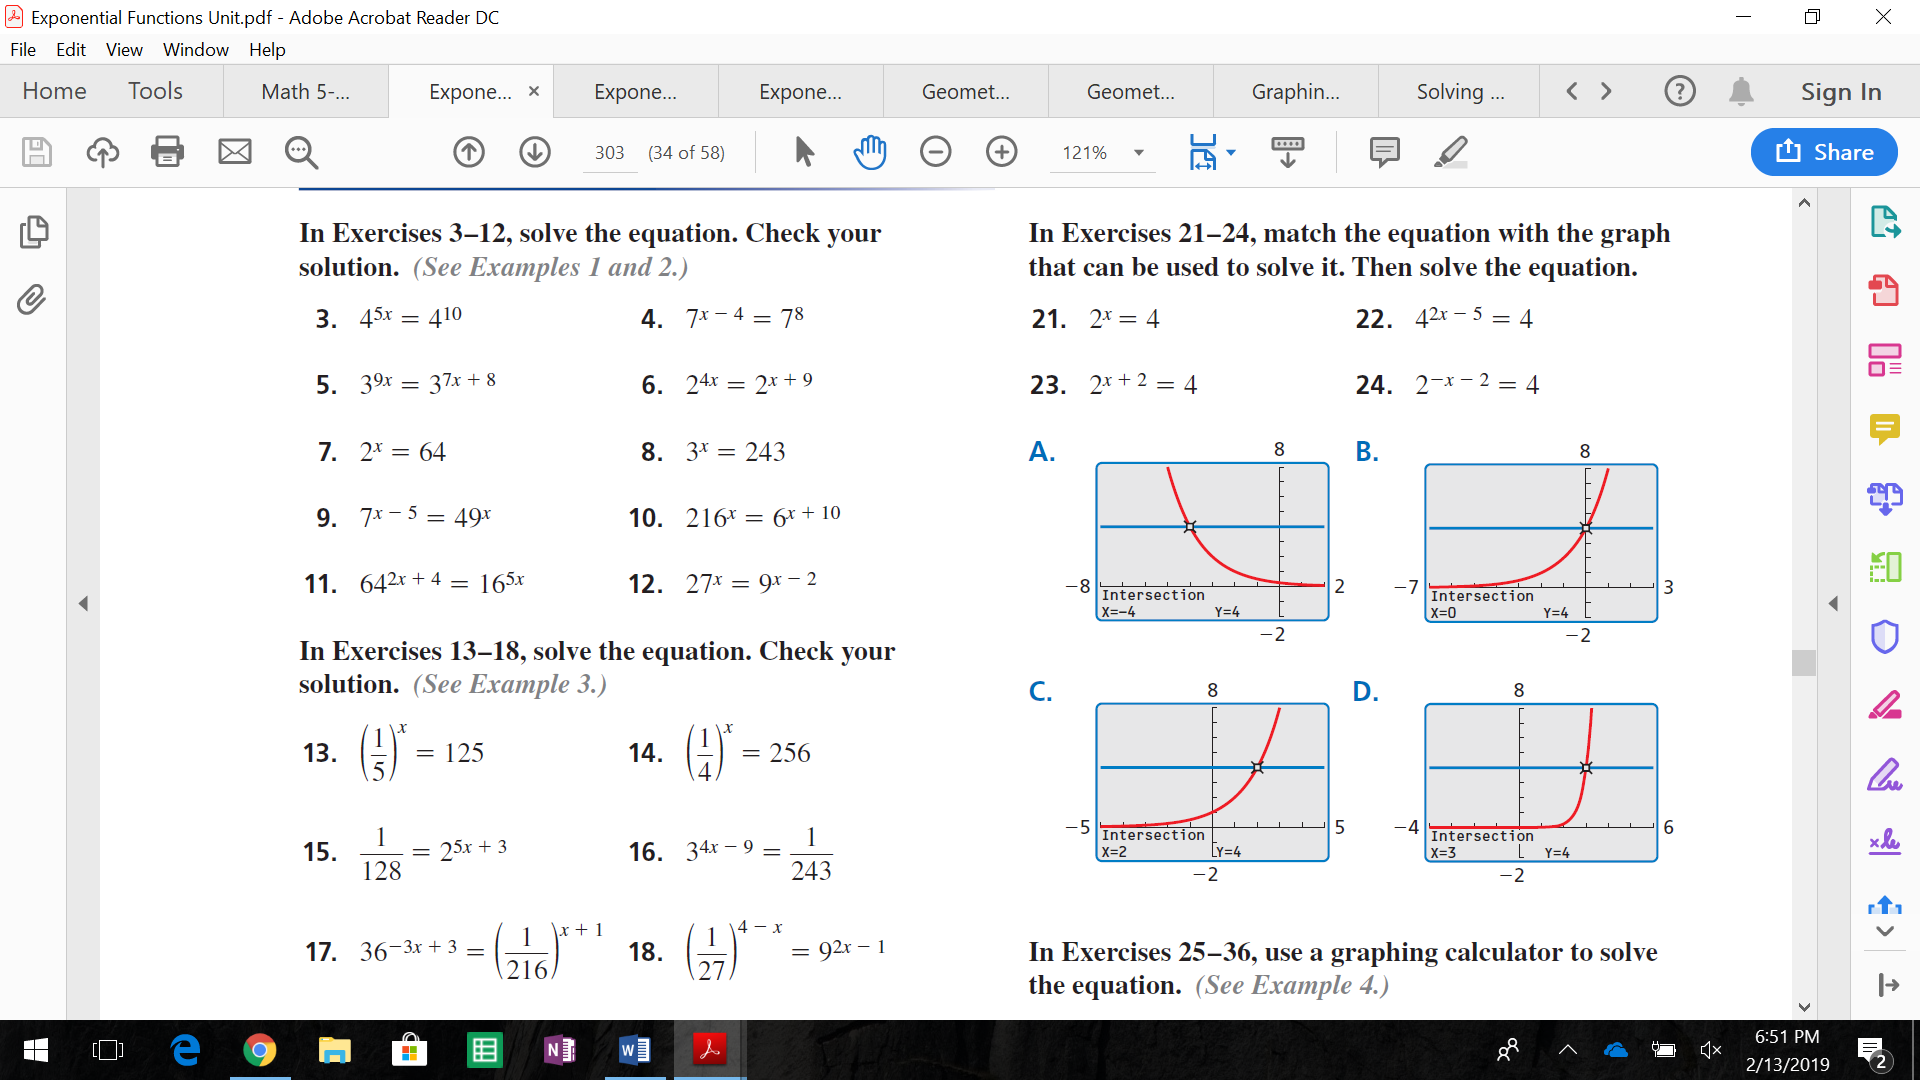 Exponential Functions Unit.pdf - Adobe Acrobat Reader DC
File Edit View Window Help
Home Tools Math 5-... Expone... × Expone... Expone... Geomet... Geomet... Graphin... Solving ... ? Sign In
303 (34 of 58) 121% Share
In Exercises 3–12, solve the equation. Check your
solution. (See Examples 1 and 2.)
3. 4^{5x} = 4^{10} 4. 7^{x − 4} = 7^{8}
5. 3^{9x} = 3^{7x + 8} 6. 2^{4x} = 2^{x + 9}
7. 2^{x} = 64 8. 3^{x} = 243
9. 7^{x − 5} = 49^{x} 10. 216^{x} = 6^{x + 10}
11. 64^{2x + 4} = 16^{5x} 12. 27^{x} = 9^{x − 2}
In Exercises 13–18, solve the equation. Check your
solution. (See Example 3.)
13. (1/5)^{x} = 125 14. (1/4)^{x} = 256
15. 1/128 = 2^{5x + 3} 16. 3^{4x − 9} = 1/243
17. 36^{−3x + 3} = (1/216)^{x + 1} 18. (1/27)^{4 − x} = 9^{2x − 1}
In Exercises 21–24, match the equation with the graph
that can be used to solve it. Then solve the equation.
21. 2^{x} = 4 22. 4^{2x − 5} = 4
23. 2^{x + 2} = 4 24. 2^{−x − 2} = 4
A.
8
−8
2
Intersection
X=-4 Y=4
−2
B.
8
−7
3
Intersection
X=0 Y=4
−2
C.
8
−5
5
Intersection
X=2 Y=4
−2
D.
8
−4
6
Intersection
X=3 Y=4
−2
In Exercises 25–36, use a graphing calculator to solve
the equation. (See Example 4.)
6:51 PM
2/13/2019
2